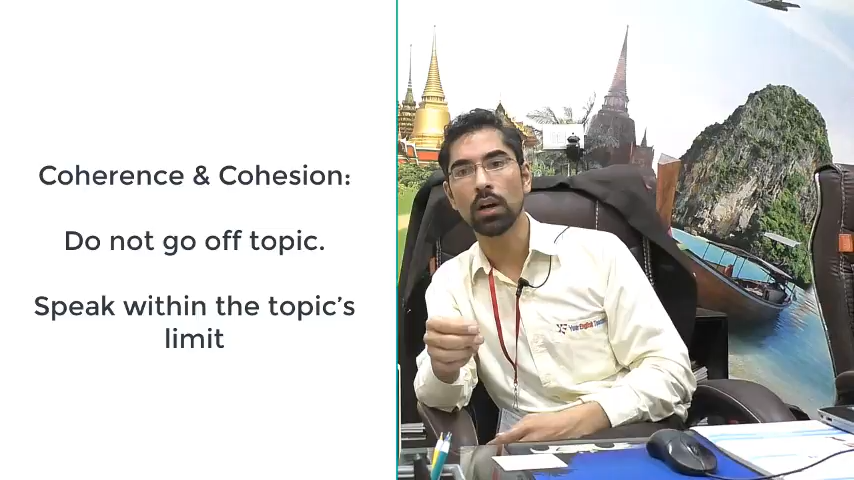 Coherence & Cohesion:
Do not go off topic.
Speak within the topic's
limit